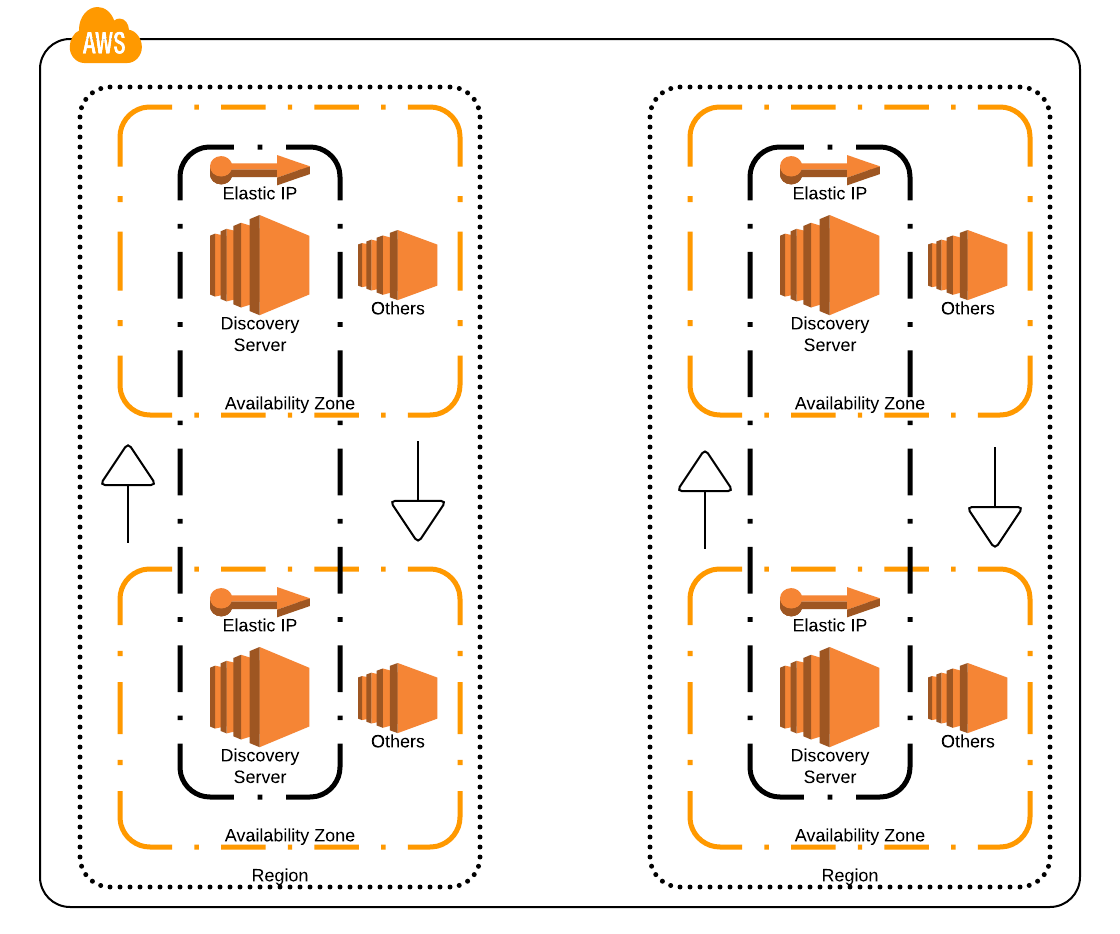 AWS
Elastic IP
Discovery
Server
Others
Availability Zone
Elastic IP
Discovery
Server
Others
Availability Zone
Region
Elastic IP
Discovery
Server
Others
Availability Zone
Elastic IP
Discovery
Server
Others
Availability Zone
Region